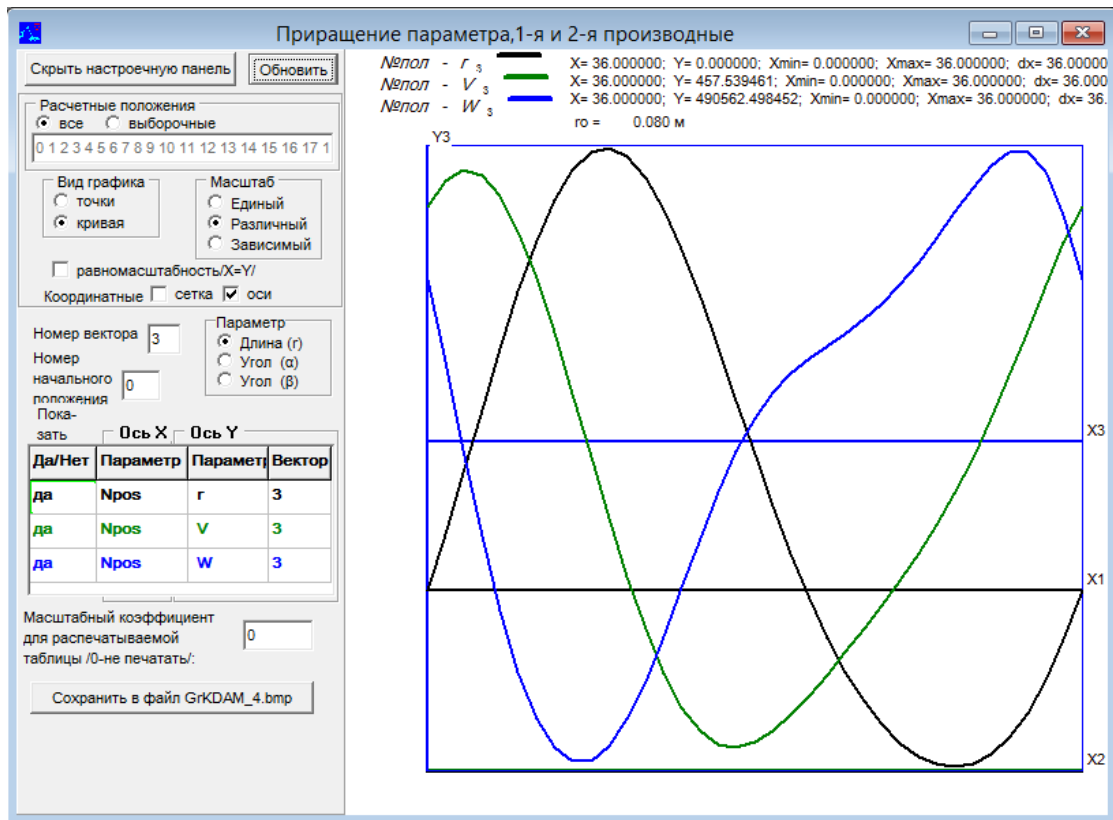 Приращение параметра,1-я и 2-я производные
Скрыть настроечную панель
Обновить
Расчетные положения
все выборочные
0 1 2 3 4 5 6 7 8 9 10 11 12 13 14 15 16 17 1
Вид графика
точки
кривая
Масштаб
Единый
Различный
Зависимый
равномасштабность/X=Y/
Координатные сетка оси
Номер вектора 3
Номер
начального
положения
0
Параметр
Длина (r)
Угол (α)
Угол (β)
Пока-
зать
Ось X Ось Y
Да/Нет Параметр Параметр Вектор
да Npos r 3
да Npos V 3
да Npos W 3
Масштабный коэффициент
для распечатываемой
таблицы /0-не печатать/:
0
Сохранить в файл GrKDAM_4.bmp
№пол - r 3 X= 36.000000; Y= 0.000000; Xmin= 0.000000; Xmax= 36.000000; dx= 36.00000
№пол - V 3 X= 36.000000; Y= 457.539461; Xmin= 0.000000; Xmax= 36.000000; dx= 36.000
№пол - W 3 X= 36.000000; Y= 490562.498452; Xmin= 0.000000; Xmax= 36.000000; dx= 36.
ro = 0.080 м
Y3
X3
X1
X2